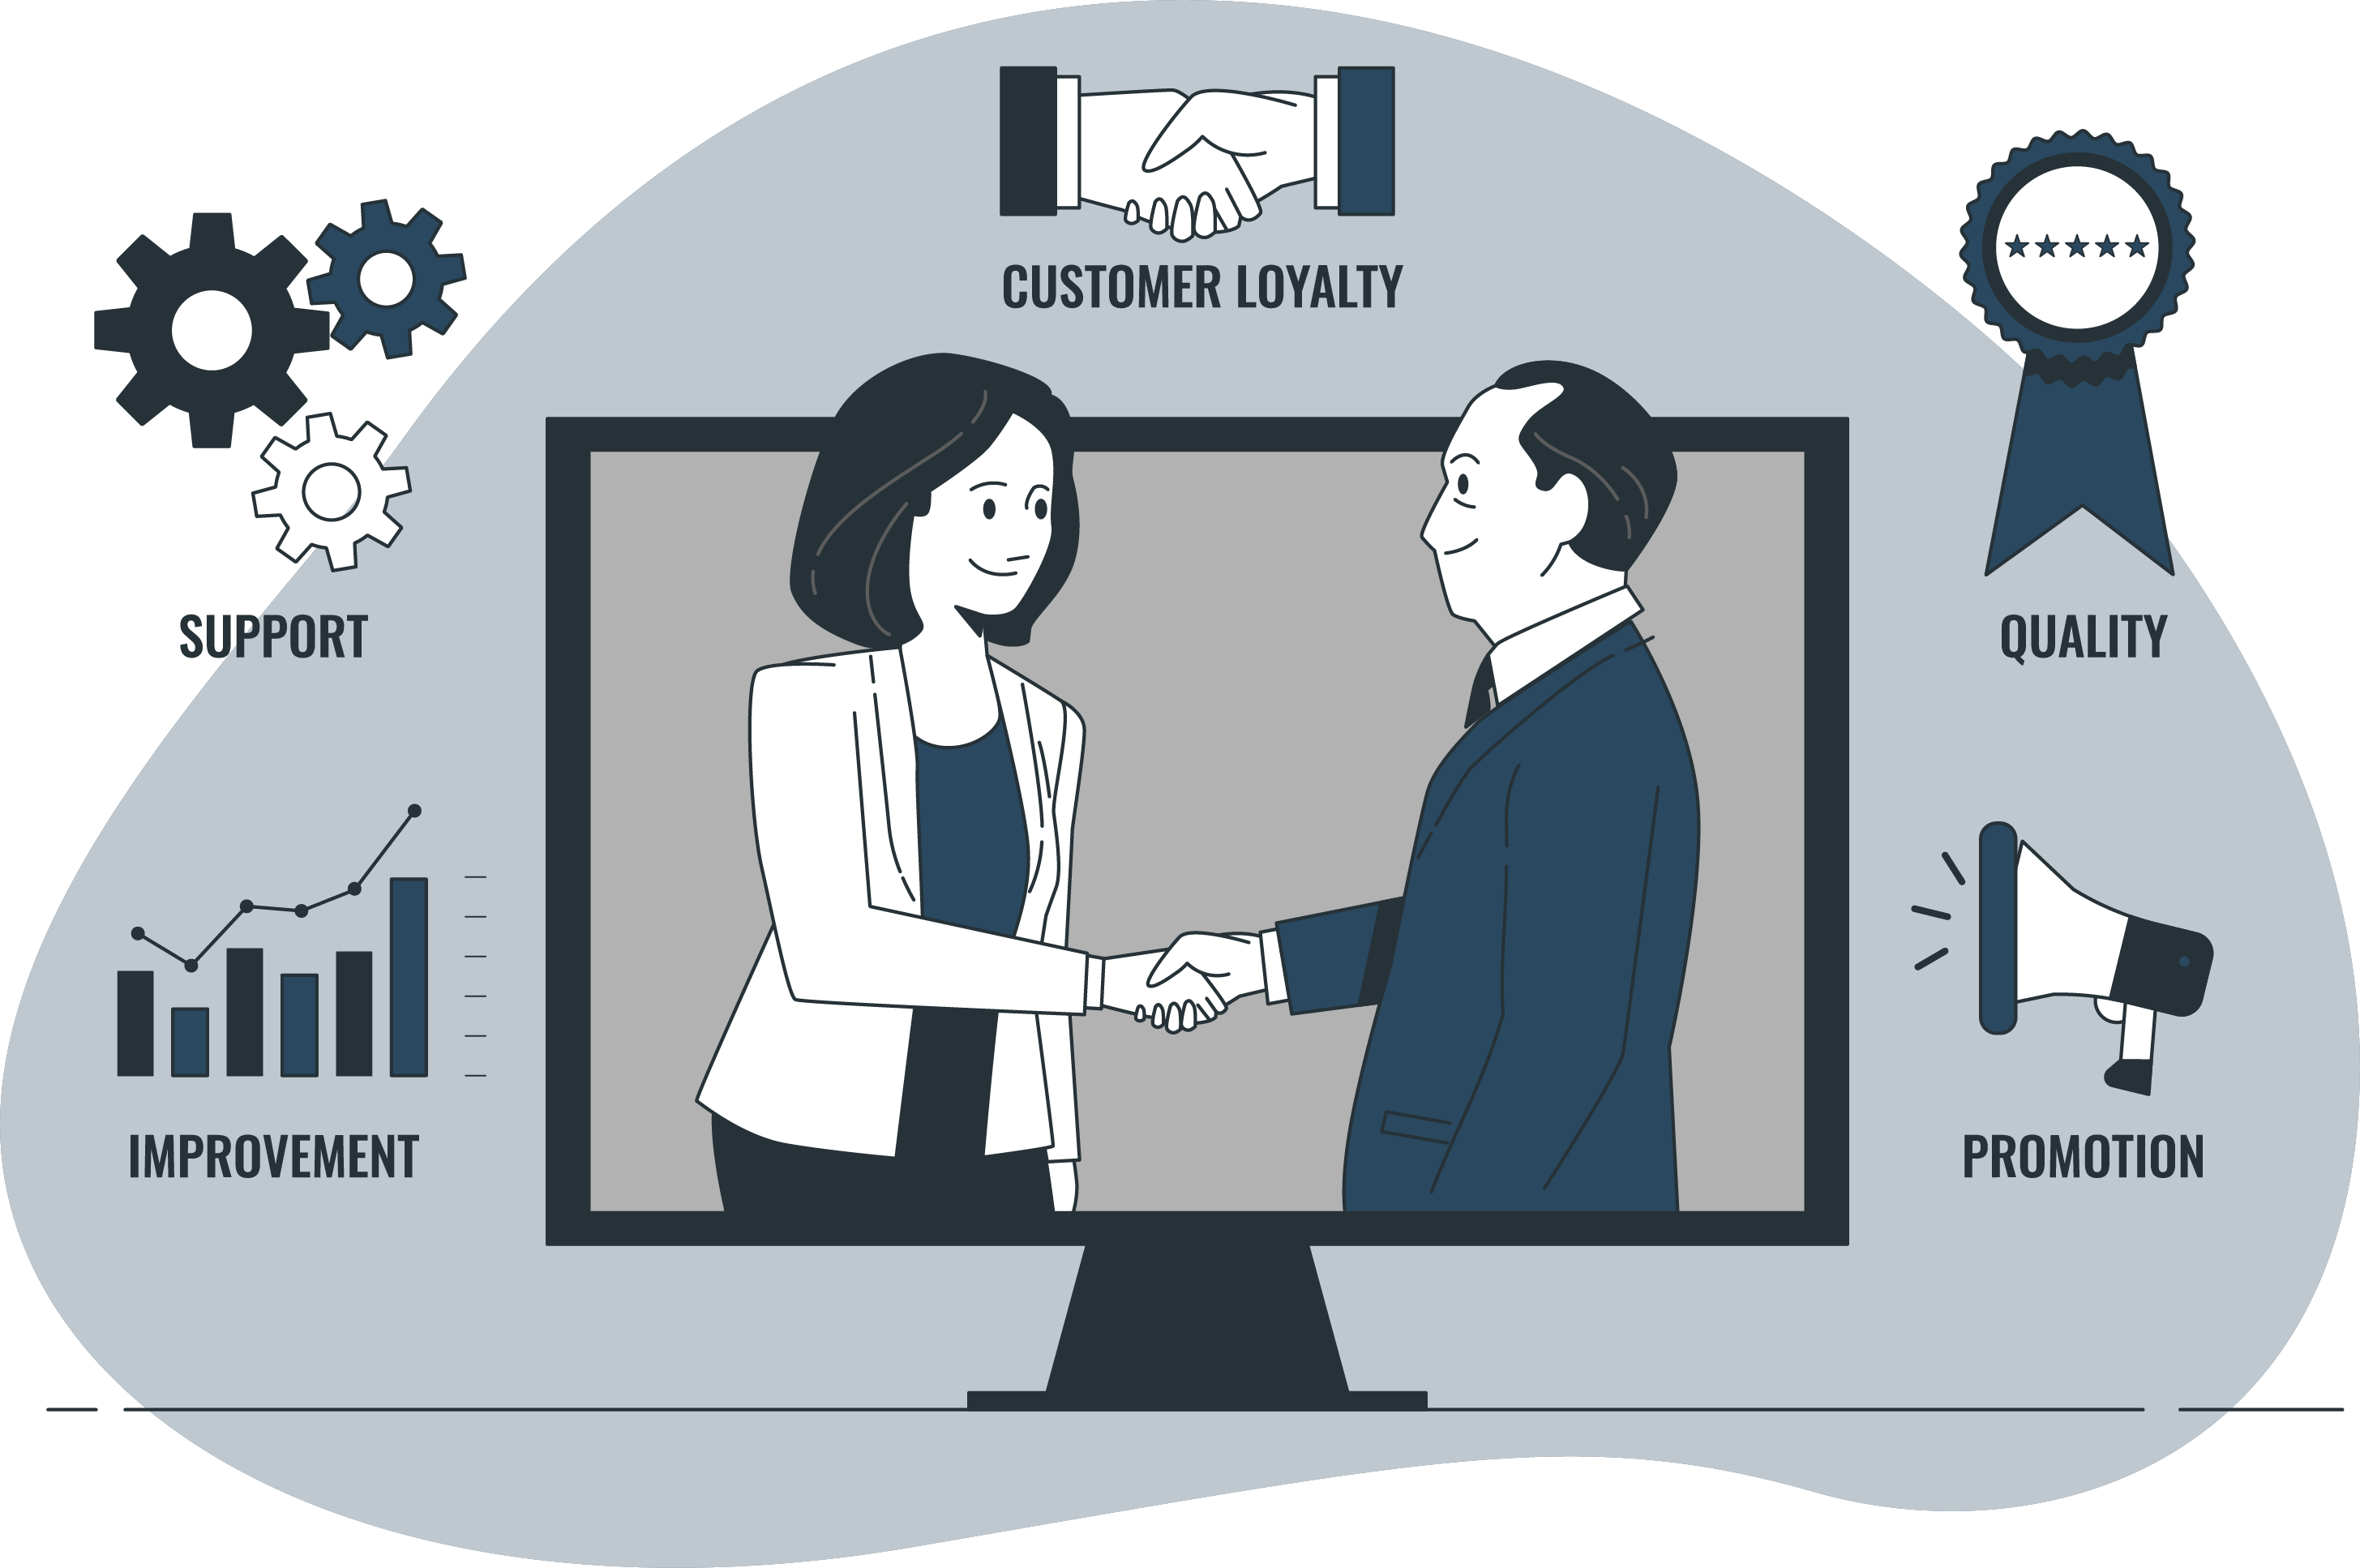 CUSTOMER LOYALTY
SUPPORT
QUALITY
IMPROVEMENT
PROMOTION